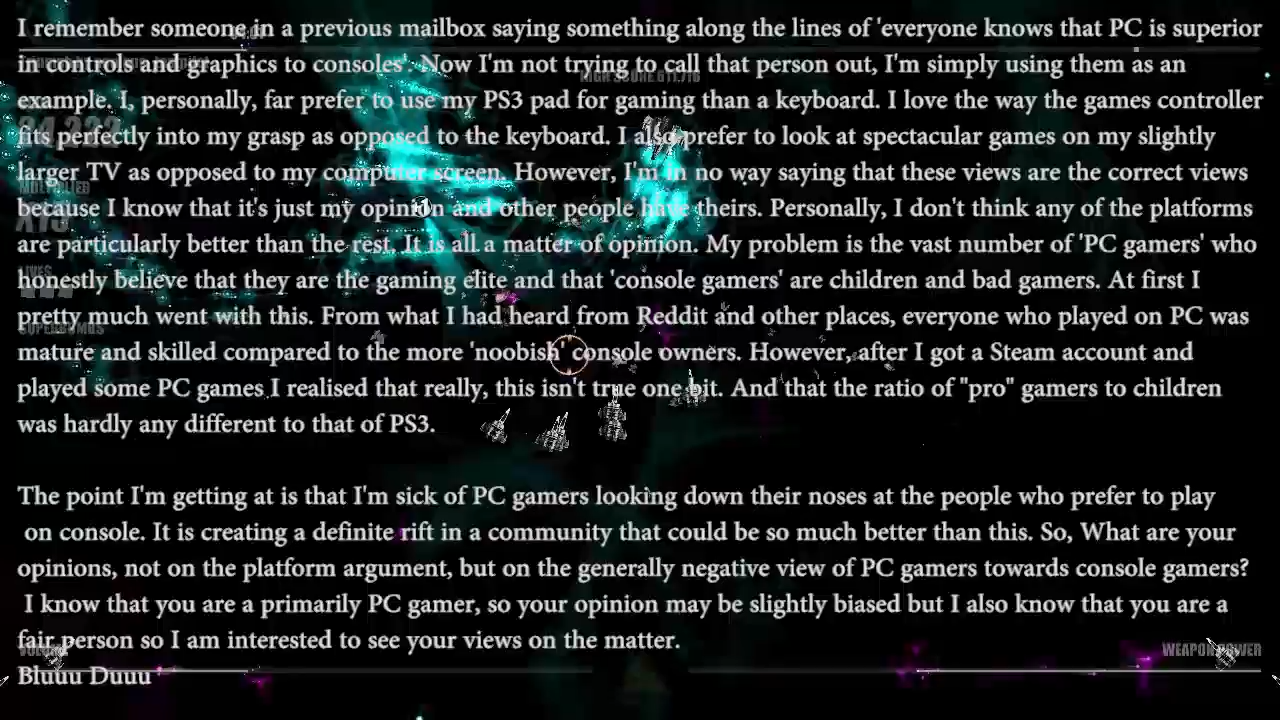 I remember someone in a previous mailbox saying something along the lines of 'everyone knows that PC is superior
in controls and graphics to consoles'. Now I'm not trying to call that person out, I'm simply using them as an
HIGH SCORE 611,716
example. I, personally, far prefer to use my PS3 pad for gaming than a keyboard. I love the way the games controller
fits perfectly into my grasp as opposed to the keyboard. I also prefer to look at spectacular games on my slightly
larger TV as opposed to my computer screen. However, I'm in no way saying that these views are the correct views
MULTIPLIER
because I know that it's just my opinion and other people have theirs. Personally, I don't think any of the platforms
are particularly better than the rest. It is all a matter of opinion. My problem is the vast number of 'PC gamers' who
LIVES
honestly believe that they are the gaming elite and that 'console gamers' are children and bad gamers. At first I
pretty much went with this. From what I had heard from Reddit and other places, everyone who played on PC was
SUPERBOMBS
mature and skilled compared to the more 'noobish' console owners. However, after I got a Steam account and
played some PC games I realised that really, this isn't true one bit. And that the ratio of "pro" gamers to children
was hardly any different to that of PS3.
The point I'm getting at is that I'm sick of PC gamers looking down their noses at the people who prefer to play
on console. It is creating a definite rift in a community that could be so much better than this. So, What are your
opinions, not on the platform argument, but on the generally negative view of PC gamers towards console gamers?
I know that you are a primarily PC gamer, so your opinion may be slightly biased but I also know that you are a
fair person so I am interested to see your views on the matter.
WEAPON POWER
Bluuu Duuu